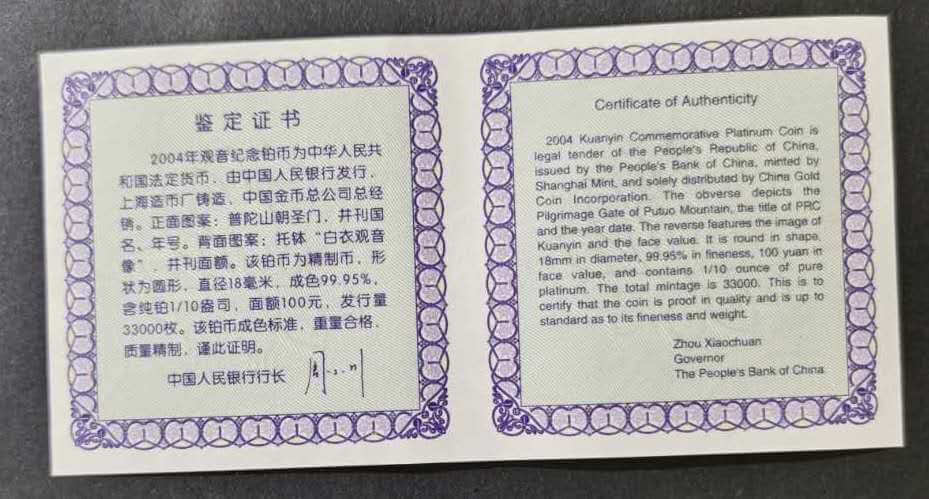 鉴定证书
2004年观音纪念铂币为中华人民共
和国法定货币，由中国人民银行发行，
上海造币厂铸造，中国金币总公司总经
销。正面图案：普陀山朝圣门，并刊国
名、年号。背面图案：托钵“白衣观音
像”，并刊面额。该铂币为精制币，形
状为圆形，直径18毫米，成色99.95%，
含纯铂1/10盎司，面额100元，发行量
33000枚。该铂币成色标准，重量合格，
质量精制，谨此证明。
中国人民银行行长
Certificate of Authenticity
2004 Kuanyin Commemorative Platinum Coin is
legal tender of the People's Republic of China,
issued by the People's Bank of China, minted by
Shanghai Mint, and solely distributed by China Gold
Coin Incorporation. The obverse depicts the
Pilgrimage Gate of Putuo Mountain, the title of PRC
and the year date. The reverse features the image of
Kuanyin and the face value. It is round in shape,
18mm in diameter, 99.95% in fineness, 100 yuan in
face value, and contains 1/10 ounce of pure
platinum. The total mintage is 33000. This is to
certify that the coin is proof in quality and is up to
standard as to its fineness and weight.
Zhou Xiaochuan
Governor
The People's Bank of China